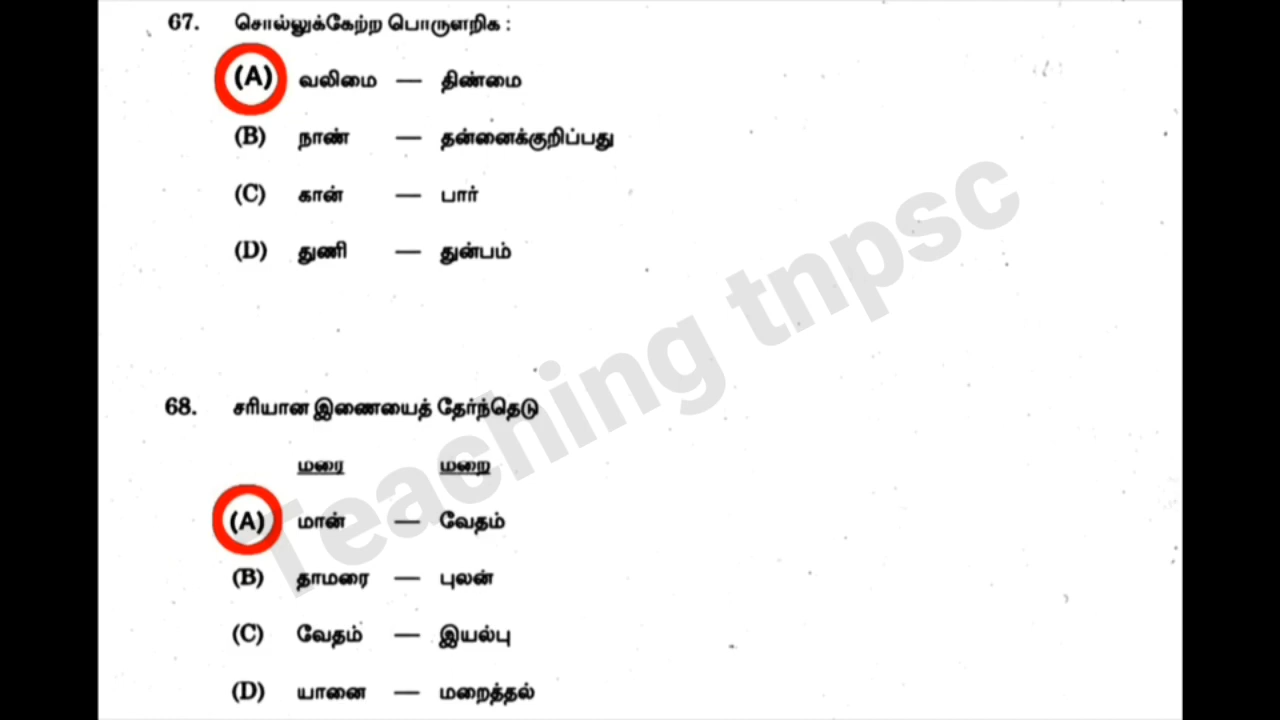 67. சொல்லுக்கேற்ற பொருளறிக :
(A) வலிமை — திண்மை
(B) நாண் — தன்னைக்குறிப்பது
(C) கான் — பார்
(D) துணி — துன்பம்
Teaching tnpsc
68. சரியான இணையைத் தேர்ந்தெடு
மரை மறை
(A) மான் — வேதம்
(B) தாமரை — புலன்
(C) வேதம் — இயல்பு
(D) யானை — மறைத்தல்